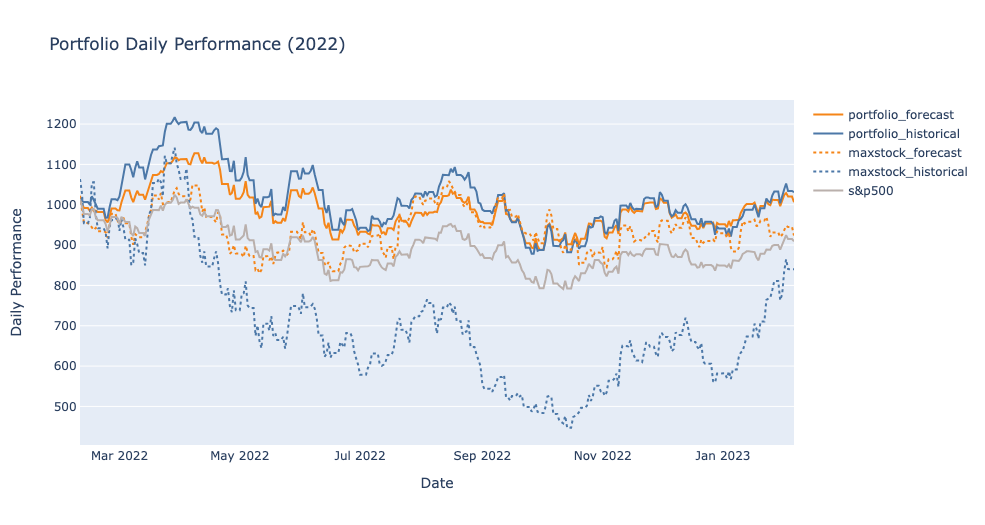 Portfolio Daily Performance (2022)
portfolio_forecast
portfolio_historical
maxstock_forecast
maxstock_historical
s&p500
1200
1100
1000
900
800
700
600
500
Daily Performance
Mar 2022
May 2022
Jul 2022
Sep 2022
Nov 2022
Jan 2023
Date